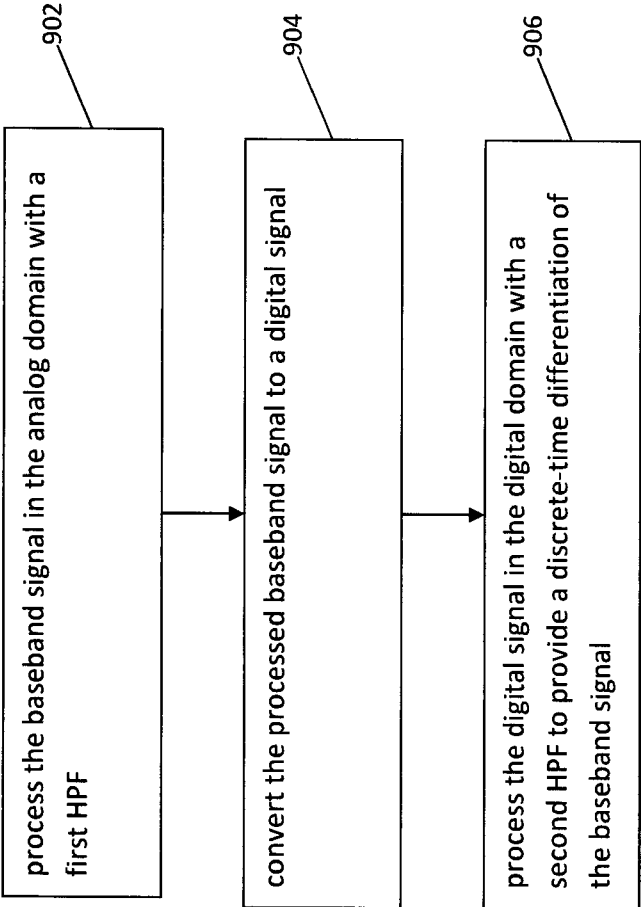 902
process the baseband signal in the analog domain with a
first HPF
904
convert the processed baseband signal to a digital signal
906
process the digital signal in the digital domain with a
second HPF to provide a discrete-time differentiation of
the baseband signal